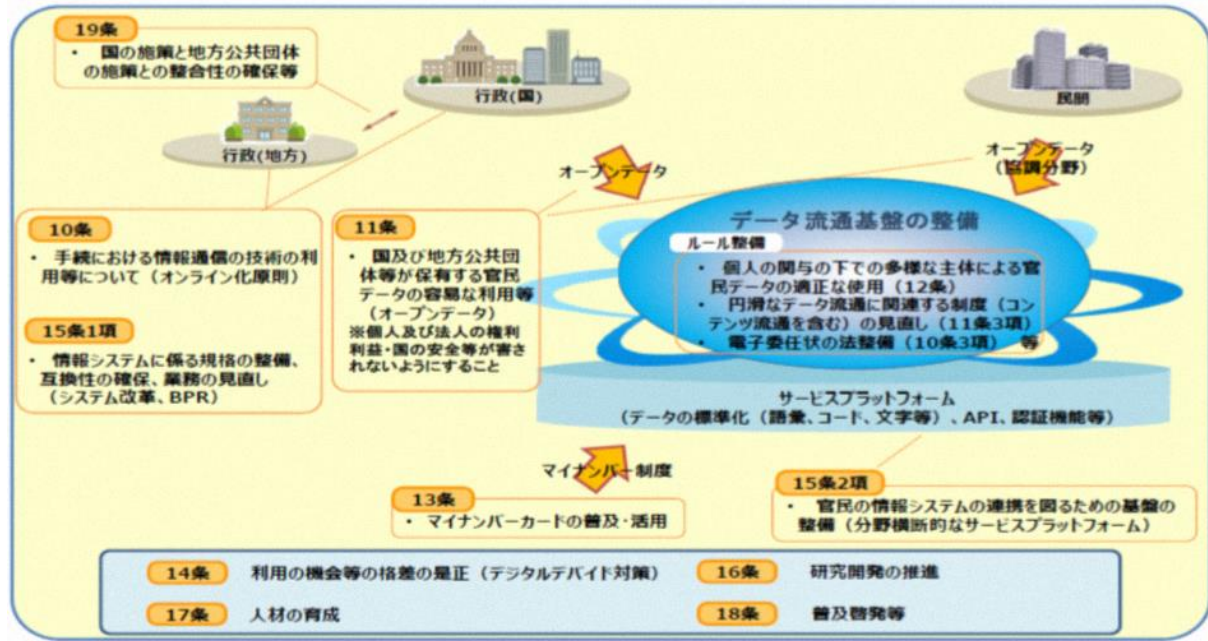 19条
・ 国の施策と地方公共団体
の施策との整合性の確保等
行政(国)
民間
行政(地方)
オープンデータ
オープンデータ
(協調分野)
10条
・ 手続における情報通信の技術の利
用等について（オンライン化原則）
15条1項
・ 情報システムに係る規格の整備、
互換性の確保、業務の見直し
（システム改革、BPR）
11条
・ 国及び地方公共団
体等が保有する官民
データの容易な利用等
（オープンデータ）
※個人及び法人の権利
利益・国の安全等が害さ
れないようにすること
データ流通基盤の整備
ルール整備
・ 個人の関与の下での多様な主体による官
民データの適正な使用（12条）
・ 円滑なデータ流通に関連する制度（コン
テンツ流通を含む）の見直し（11条3項）
・ 電子委任状の法整備（10条3項） 等
サービスプラットフォーム
（データの標準化（語彙、コード、文字等）、API、認証機能等）
マイナンバー制度
13条
・ マイナンバーカードの普及・活用
15条2項
・ 官民の情報システムの連携を図るための基盤の
整備（分野横断的なサービスプラットフォーム）
14条 利用の機会等の格差の是正（デジタルデバイド対策）
16条 研究開発の推進
17条 人材の育成
18条 普及啓発等